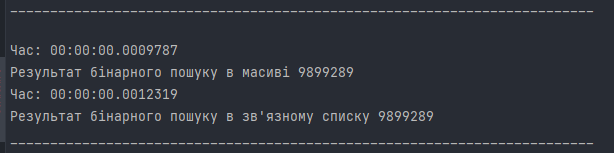 Час: 00:00:00.0009787
Результат бінарного пошуку в масиві 9899289
Час: 00:00:00.0012319
Результат бінарного пошуку в зв'язному списку 9899289